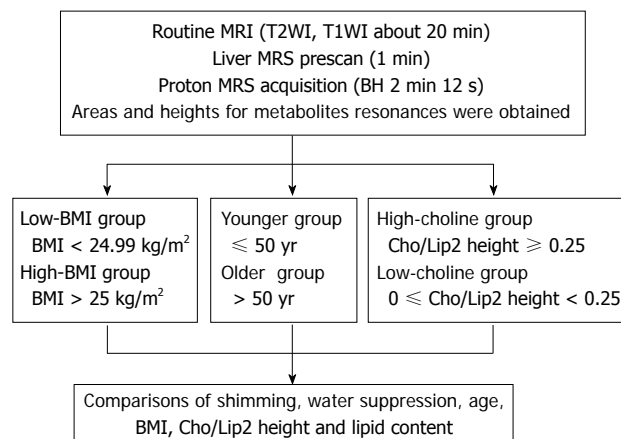 Routine MRI (T2WI, T1WI about 20 min)
Liver MRS prescan (1 min)
Proton MRS acquisition (BH 2 min 12 s)
Areas and heights for metabolites resonances were obtained
Low-BMI group
BMI < 24.99 kg/m²
High-BMI group
BMI > 25 kg/m²
Younger group
≤ 50 yr
Older group
> 50 yr
High-choline group
Cho/Lip2 height ≥ 0.25
Low-choline group
0 ≤ Cho/Lip2 height < 0.25
Comparisons of shimming, water suppression, age,
BMI, Cho/Lip2 height and lipid content